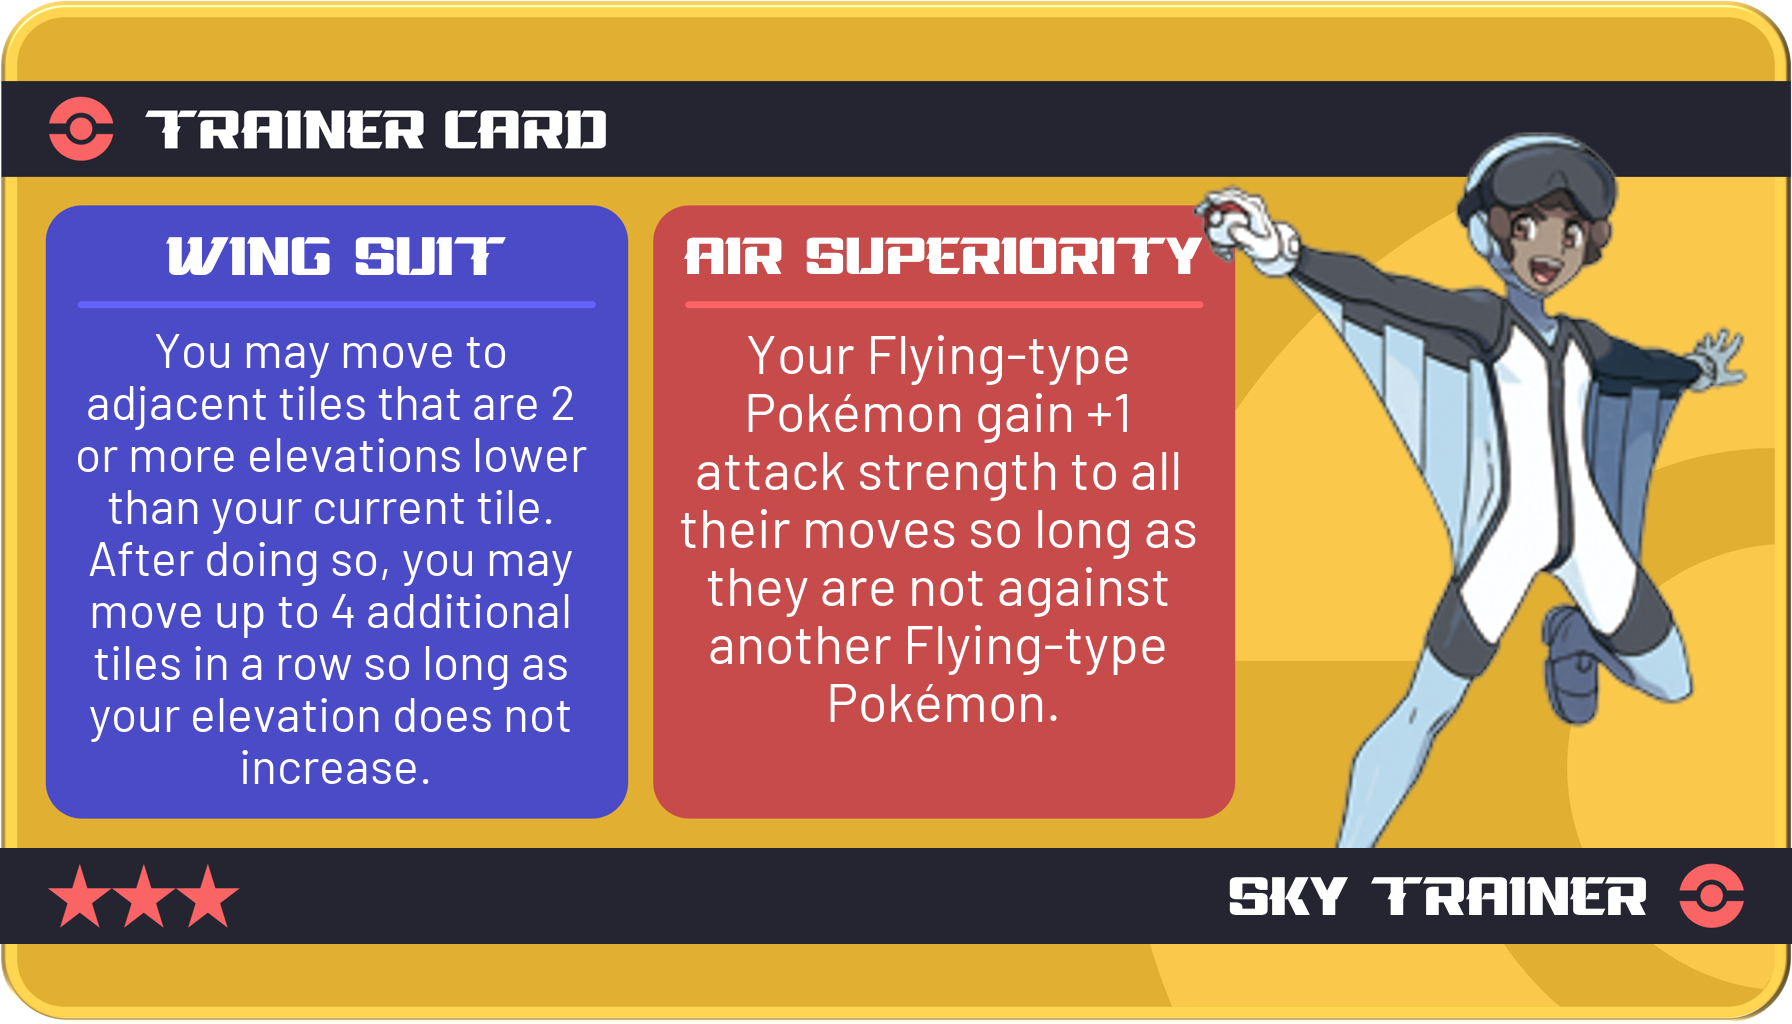 TRAINER CARD
WING SUIT
You may move to
adjacent tiles that are 2
or more elevations lower
than your current tile.
After doing so, you may
move up to 4 additional
tiles in a row so long as
your elevation does not
increase.
AIR SUPERIORITY
Your Flying-type
Pokémon gain +1
attack strength to all
their moves so long as
they are not against
another Flying-type
Pokémon.
SKY TRAINER